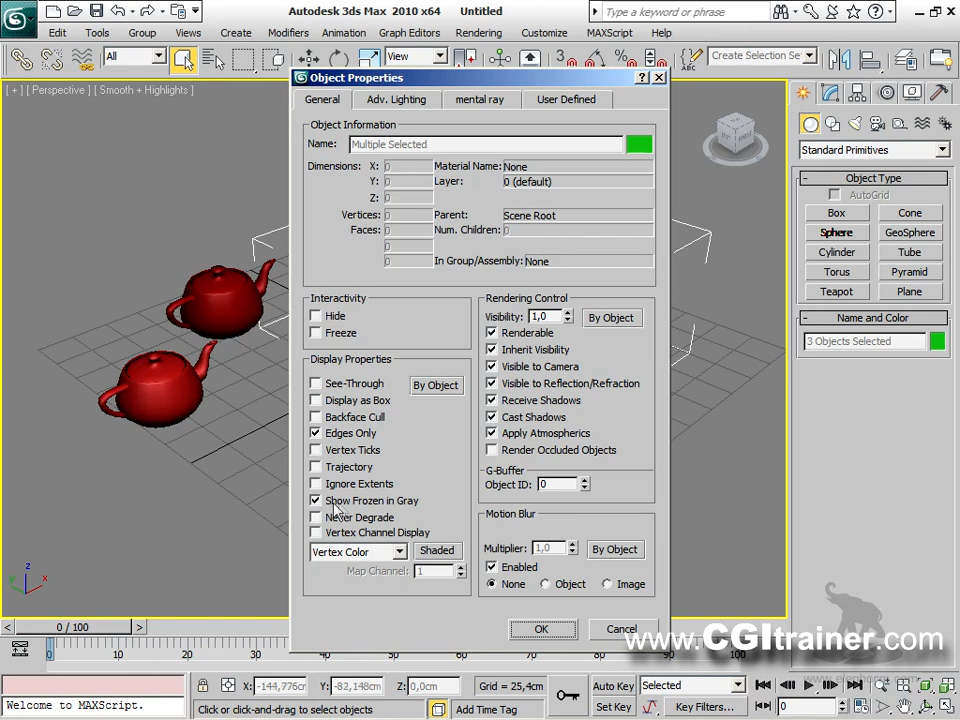 Autodesk 3ds Max 2010 x64 Untitled
Type a keyword or phrase
Edit Tools Group Views Create Modifiers Animation Graph Editors Rendering Customize MAXScript Help
All View Create Selection Se
[ + ] [ Perspective ] [ Smooth + Highlights ]
Object Properties
General Adv. Lighting mental ray User Defined
Object Information
Name: Multiple Selected
Dimensions: X: 0 Material Name: None
Y: 0 Layer: 0 (default)
Z: 0
Vertices: 0 Parent: Scene Root
Faces: 0 Num. Children: 0
0
0 In Group/Assembly: None
Interactivity
Hide
Freeze
Display Properties
See-Through By Object
Display as Box
Backface Cull
Edges Only
Vertex Ticks
Trajectory
Ignore Extents
Show Frozen in Gray
Never Degrade
Vertex Channel Display
Vertex Color Shaded
Map Channel: 1
Rendering Control
Visibility: 1,0 By Object
Renderable
Inherit Visibility
Visible to Camera
Visible to Reflection/Refraction
Receive Shadows
Cast Shadows
Apply Atmospherics
Render Occluded Objects
G-Buffer
Object ID: 0
Motion Blur
Multiplier: 1,0 By Object
Enabled
None Object Image
OK Cancel
Standard Primitives
- Object Type
AutoGrid
Box Cone
Sphere GeoSphere
Cylinder Tube
Torus Pyramid
Teapot Plane
- Name and Color
3 Objects Selected
z
x
y
www.CGItrainer.com
< 0 / 100 >
0 10 20 30
X: -144,776cm Y: -82,148cm Z: 0,0cm Grid = 25,4cm Auto Key Selected
Welcome to MAXScript. Click or click-and-drag to select objects Add Time Tag Set Key Key Filters... 0